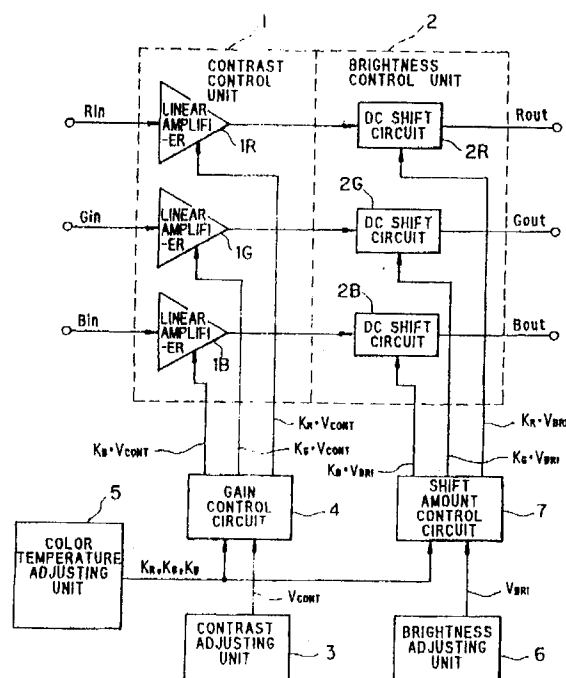 1
2
CONTRAST
CONTROL
UNIT
BRIGHTNESS
CONTROL UNIT
Rin
LINEAR
AMPLIFI
-ER
1R
DC SHIFT
CIRCUIT
2R
Rout
Gin
LINEAR
AMPLIFI
-ER
1G
2G
DC SHIFT
CIRCUIT
Gout
Bin
LINEAR
AMPLIFI
-ER
1B
2B
DC SHIFT
CIRCUIT
Bout
KB・VCONT
KG・VCONT
KR・VCONT
KB・VBRI
KG・VBRI
KR・VBRI
5
COLOR
TEMPERATURE
ADJUSTING
UNIT
GAIN
CONTROL
CIRCUIT
4
SHIFT
AMOUNT
CONTROL
CIRCUIT
7
KR,KG,KB
VCONT
VBRI
CONTRAST
ADJUSTING
UNIT
3
BRIGHTNESS
ADJUSTING
UNIT
6